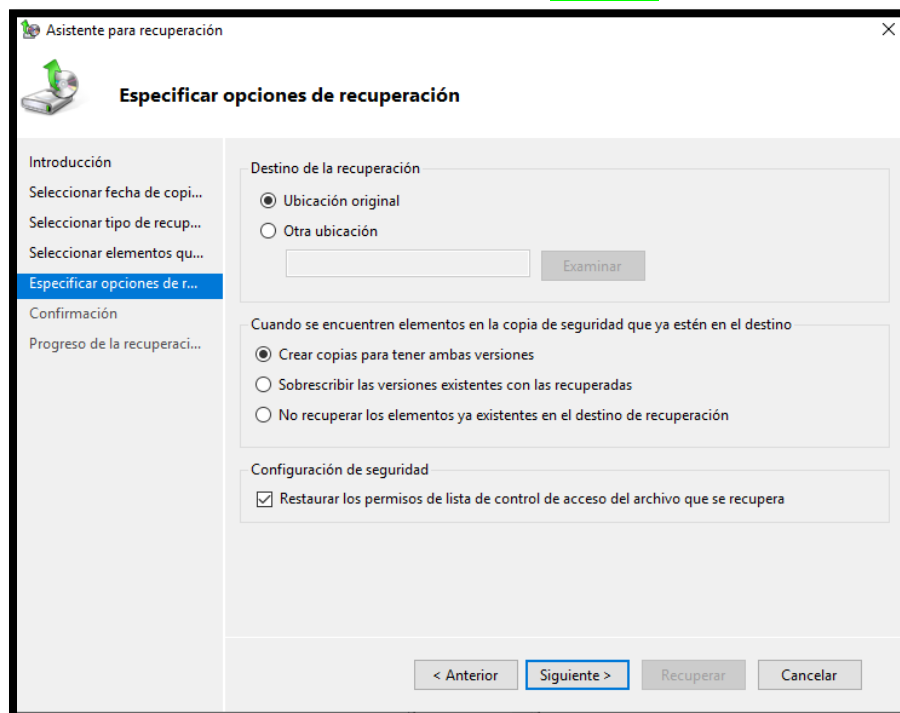 Asistente para recuperación
Especificar opciones de recuperación
Introducción
Seleccionar fecha de copi...
Seleccionar tipo de recup...
Seleccionar elementos qu...
Especificar opciones de r...
Confirmación
Progreso de la recuperaci...
Destino de la recuperación
Ubicación original
Otra ubicación
Examinar
Cuando se encuentren elementos en la copia de seguridad que ya estén en el destino
Crear copias para tener ambas versiones
Sobrescribir las versiones existentes con las recuperadas
No recuperar los elementos ya existentes en el destino de recuperación
Configuración de seguridad
Restaurar los permisos de lista de control de acceso del archivo que se recupera
< Anterior
Siguiente >
Recuperar
Cancelar